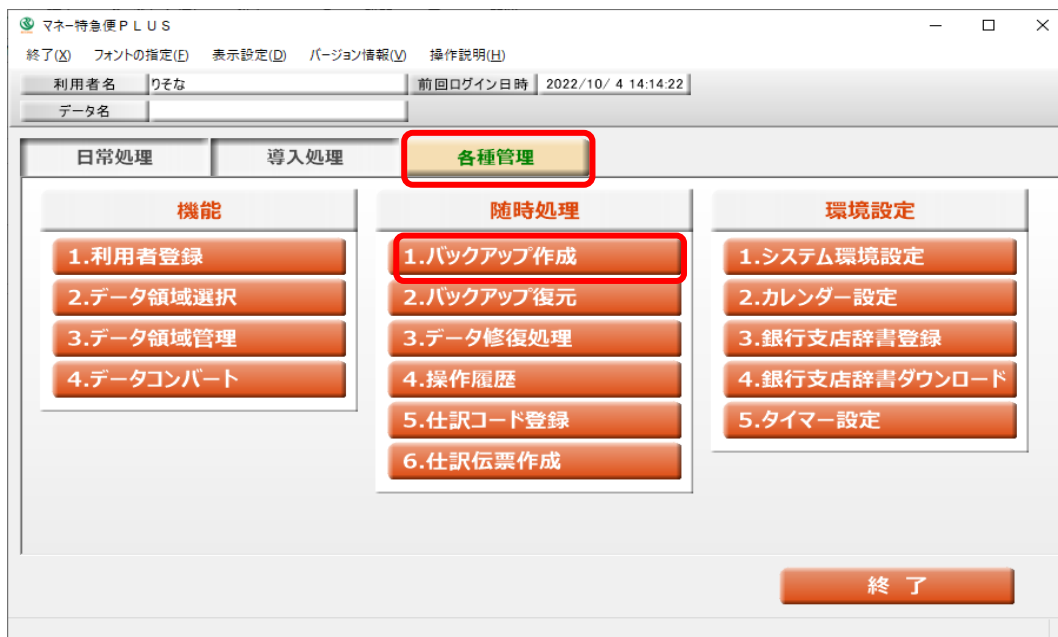 マネー特急便ＰＬＵＳ
終了(X) フォントの指定(F) 表示設定(D) バージョン情報(V) 操作説明(H)
利用者名 りそな 前回ログイン日時 2022/10/ 4 14:14:22
データ名
日常処理 導入処理 各種管理
機能
1.利用者登録
2.データ領域選択
3.データ領域管理
4.データコンバート
随時処理
1.バックアップ作成
2.バックアップ復元
3.データ修復処理
4.操作履歴
5.仕訳コード登録
6.仕訳伝票作成
環境設定
1.システム環境設定
2.カレンダー設定
3.銀行支店辞書登録
4.銀行支店辞書ダウンロード
5.タイマー設定
終 了